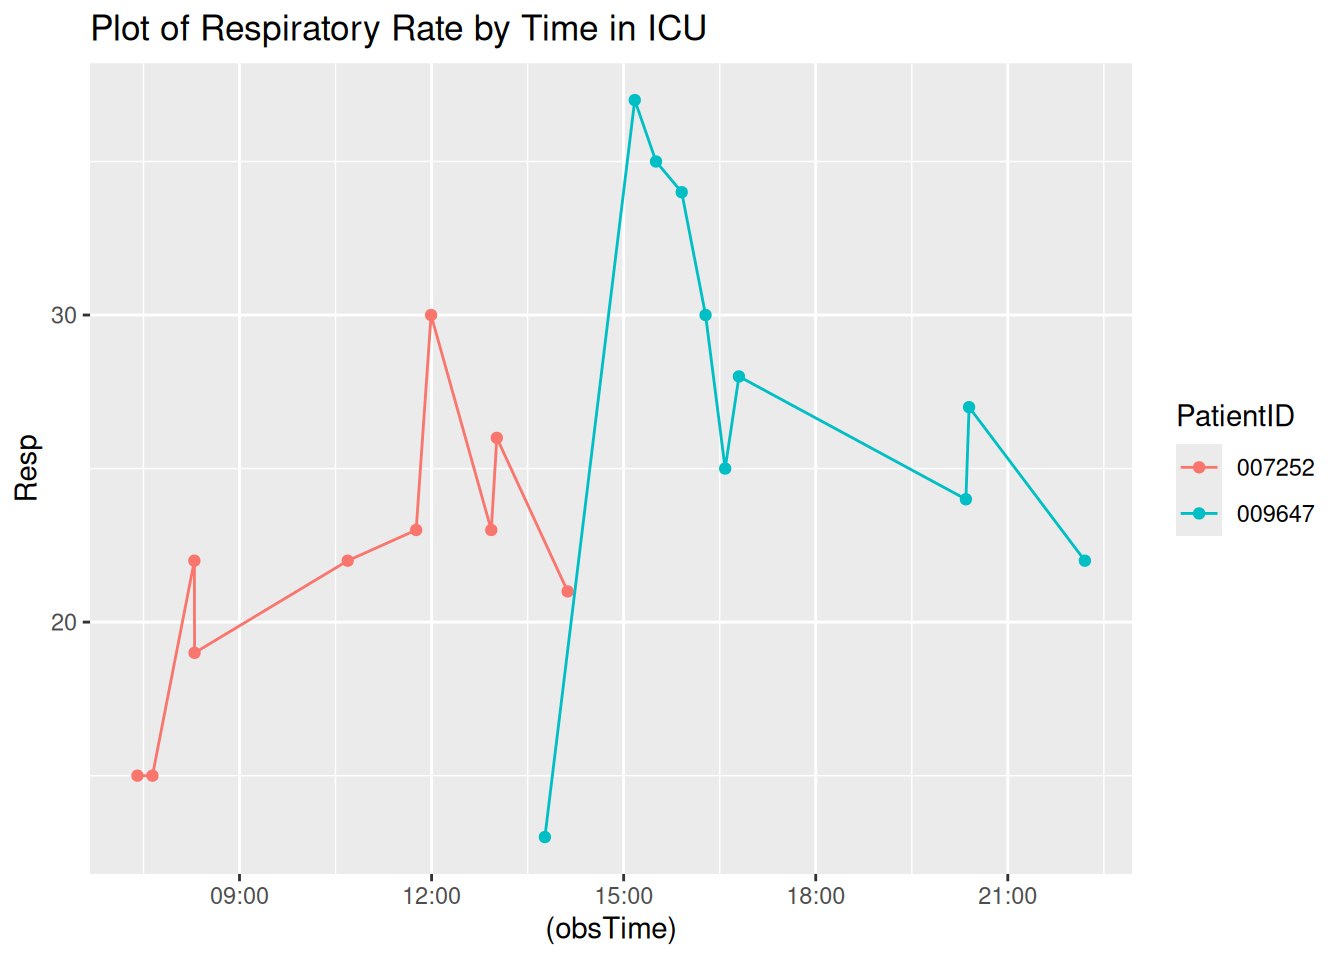 Plot of Respiratory Rate by Time in ICU
Resp
30
20
09:00 12:00 15:00 18:00 21:00
(obsTime)
PatientID
007252
009647